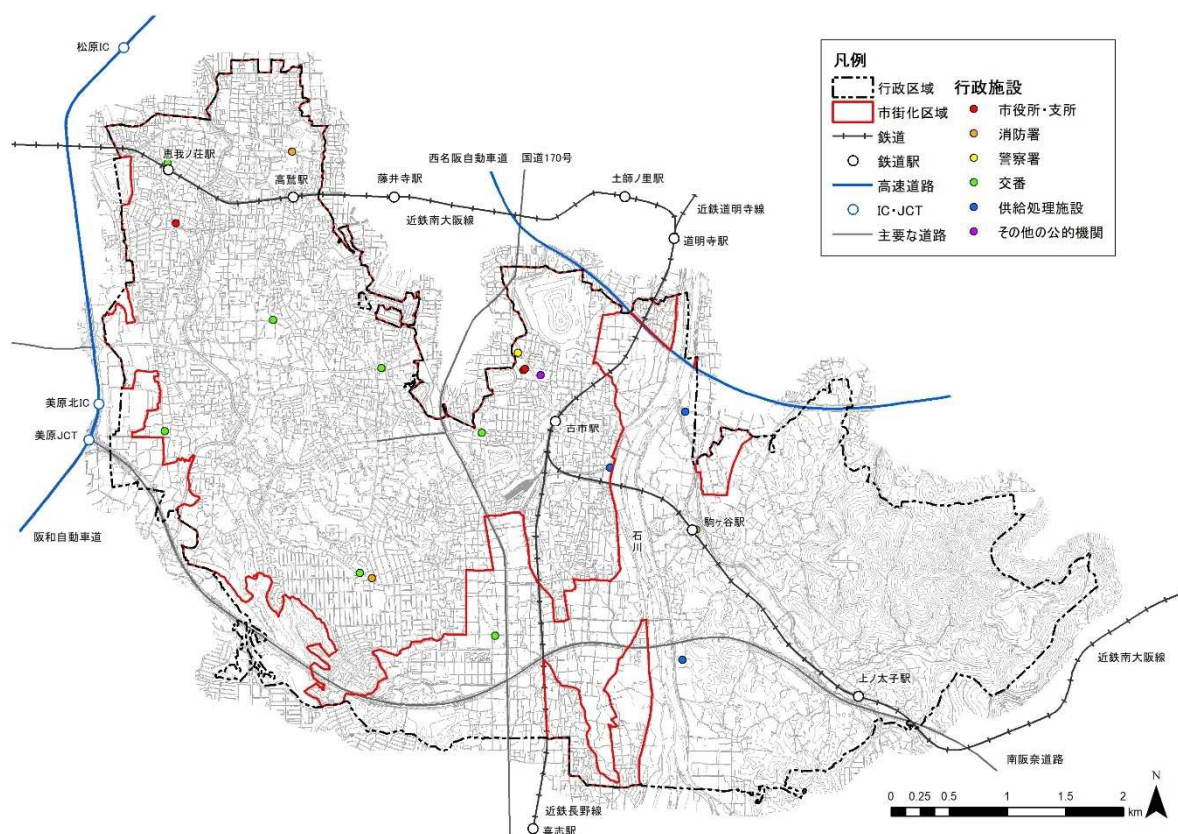 松原IC
恵我ノ荘駅
高鷲駅
藤井寺駅
西名阪自動車道
国道170号
土師ノ里駅
近鉄南大阪線
近鉄道明寺線
道明寺駅
美原北IC
美原JCT
古市駅
阪和自動車道
石川
駒ヶ谷駅
上ノ太子駅
近鉄南大阪線
南阪奈道路
近鉄長野線
喜志駅
凡例
行政区域
市街化区域
鉄道
鉄道駅
高速道路
IC・JCT
主要な道路
行政施設
市役所・支所
消防署
警察署
交番
供給処理施設
その他の公的機関
N
0 0.25 0.5 1 1.5 2
km